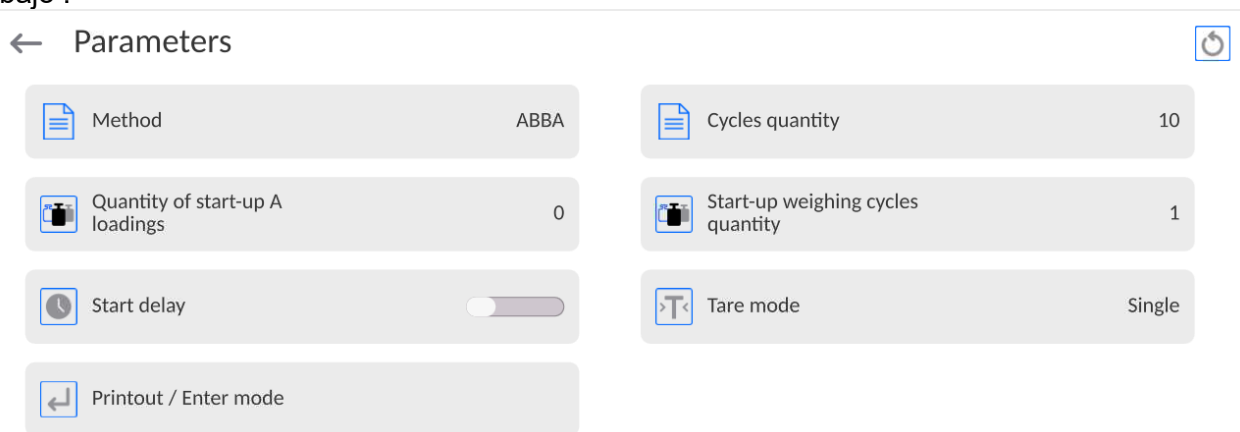 Parameters
Method
ABBA
Cycles quantity
10
Quantity of start-up A
loadings
0
Start-up weighing cycles
quantity
1
Start delay
>T< Tare mode
Single
Printout / Enter mode